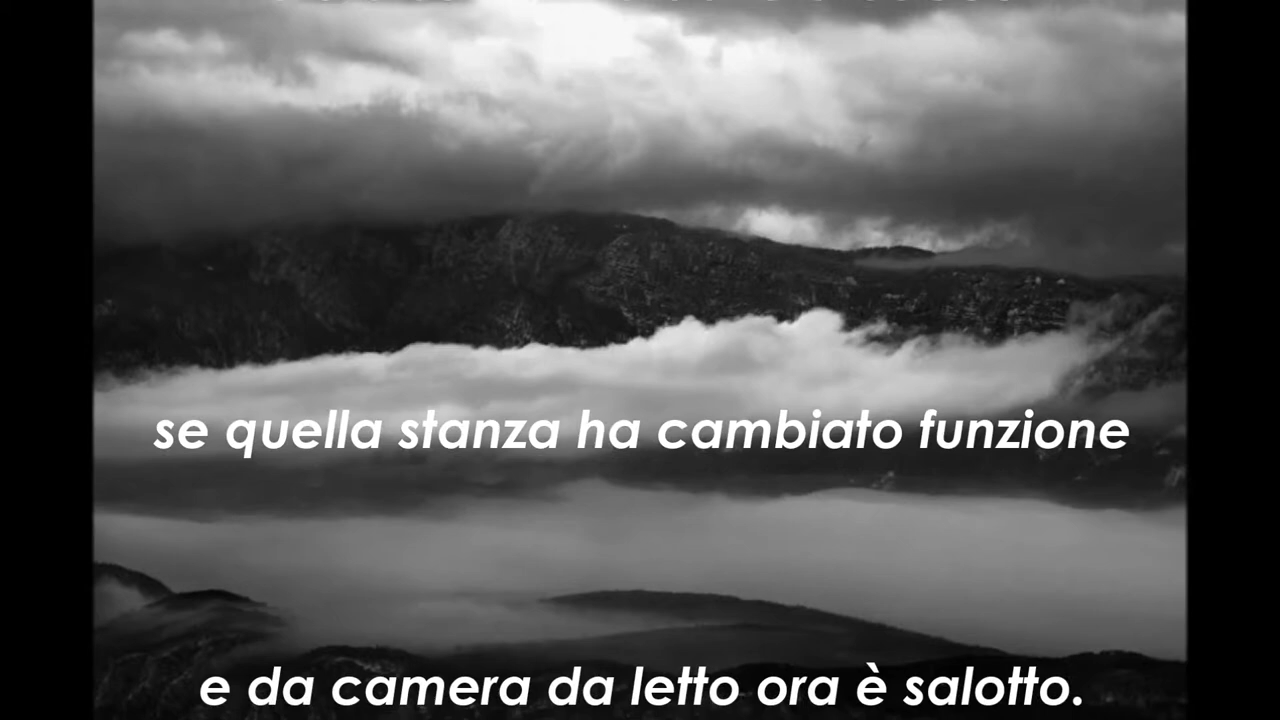 se quella stanza ha cambiato funzione
e da camera da letto ora è salotto.